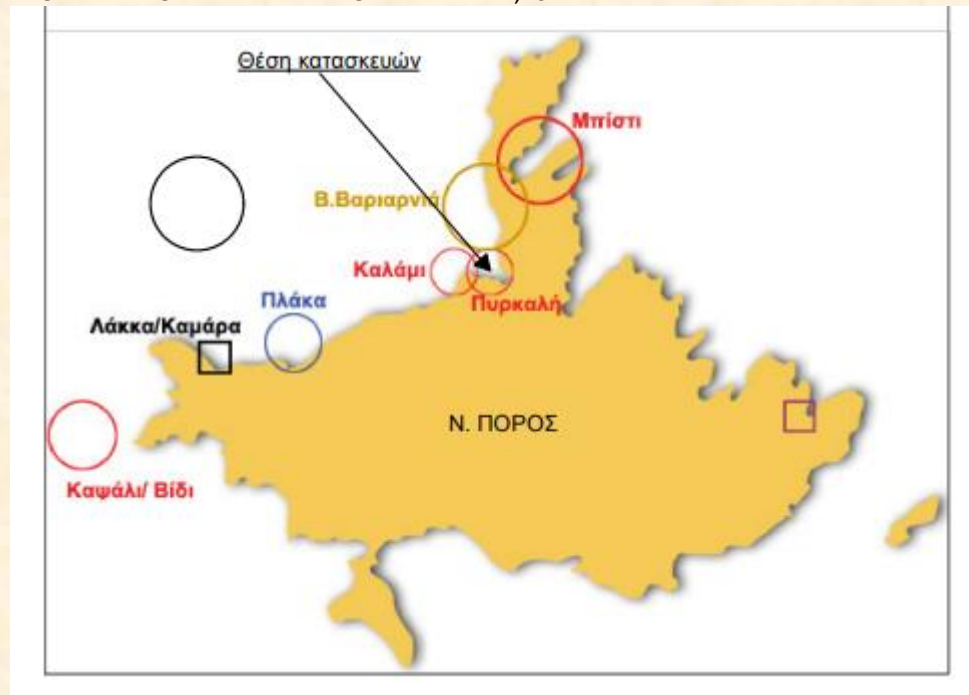 Θέση κατασκευών
Μπίστι
Β.Βαριαρνιά
Καλάμι
Πυρκαλή
Πλάκα
Λάκκα/Καμάρα
Ν. ΠΟΡΟΣ
Καψάλι/ Βίδι